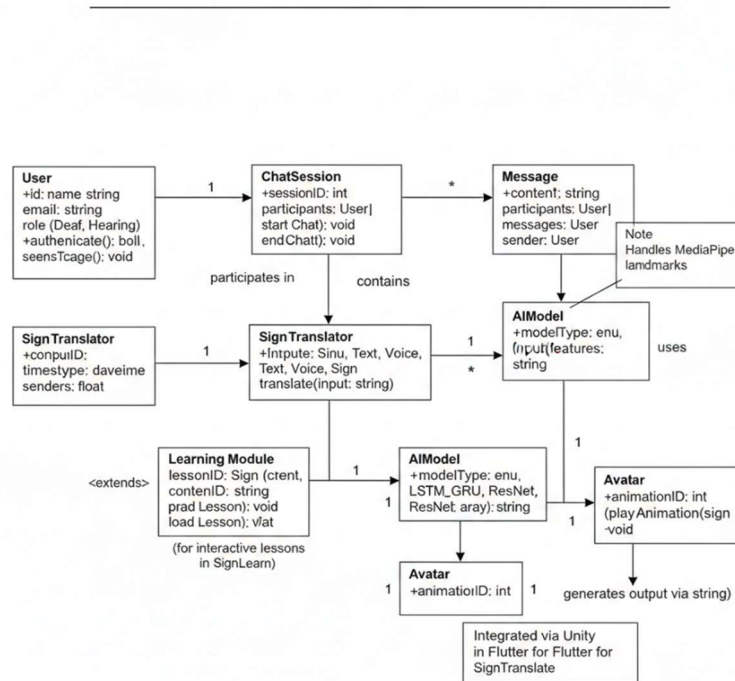 User
+id: name string
email: string
role (Deaf, Hearing)
+authenicate(): boll,
seensTcage(): void
1
ChatSession
+sessionID: int
participants: User|
start Chat): void
endChatt): void
*
Message
+content: string
participants: User|
messages: User
sender: User
Note
Handles MediaPipe
landmarks
participates in
contains
SignTranslator
+conpuiID:
timestype: daveime
senders: float
1
SignTranslator
+Intpute: Sinu, Text, Voice,
Text, Voice, Sign
translate(input: string)
1
*
AIModel
+modelType: enu,
(features:
string
uses
1
<extends>
Learning Module
lessonID: Sign (crent,
contenID: string
prad Lesson): void
load Lesson):
(for interactive lessons
in SignLearn)
1
1
AIModel
+modelType: enu,
LSTM_GRU, ResNet,
ResNet aray): string
1
Avatar
+animationID: int
(playAnimation(sign
-void
1
Avatar
+animatioıID: int
1
generates output via string)
Integrated via Unity
in Flutter for Flutter for
SignTranslate